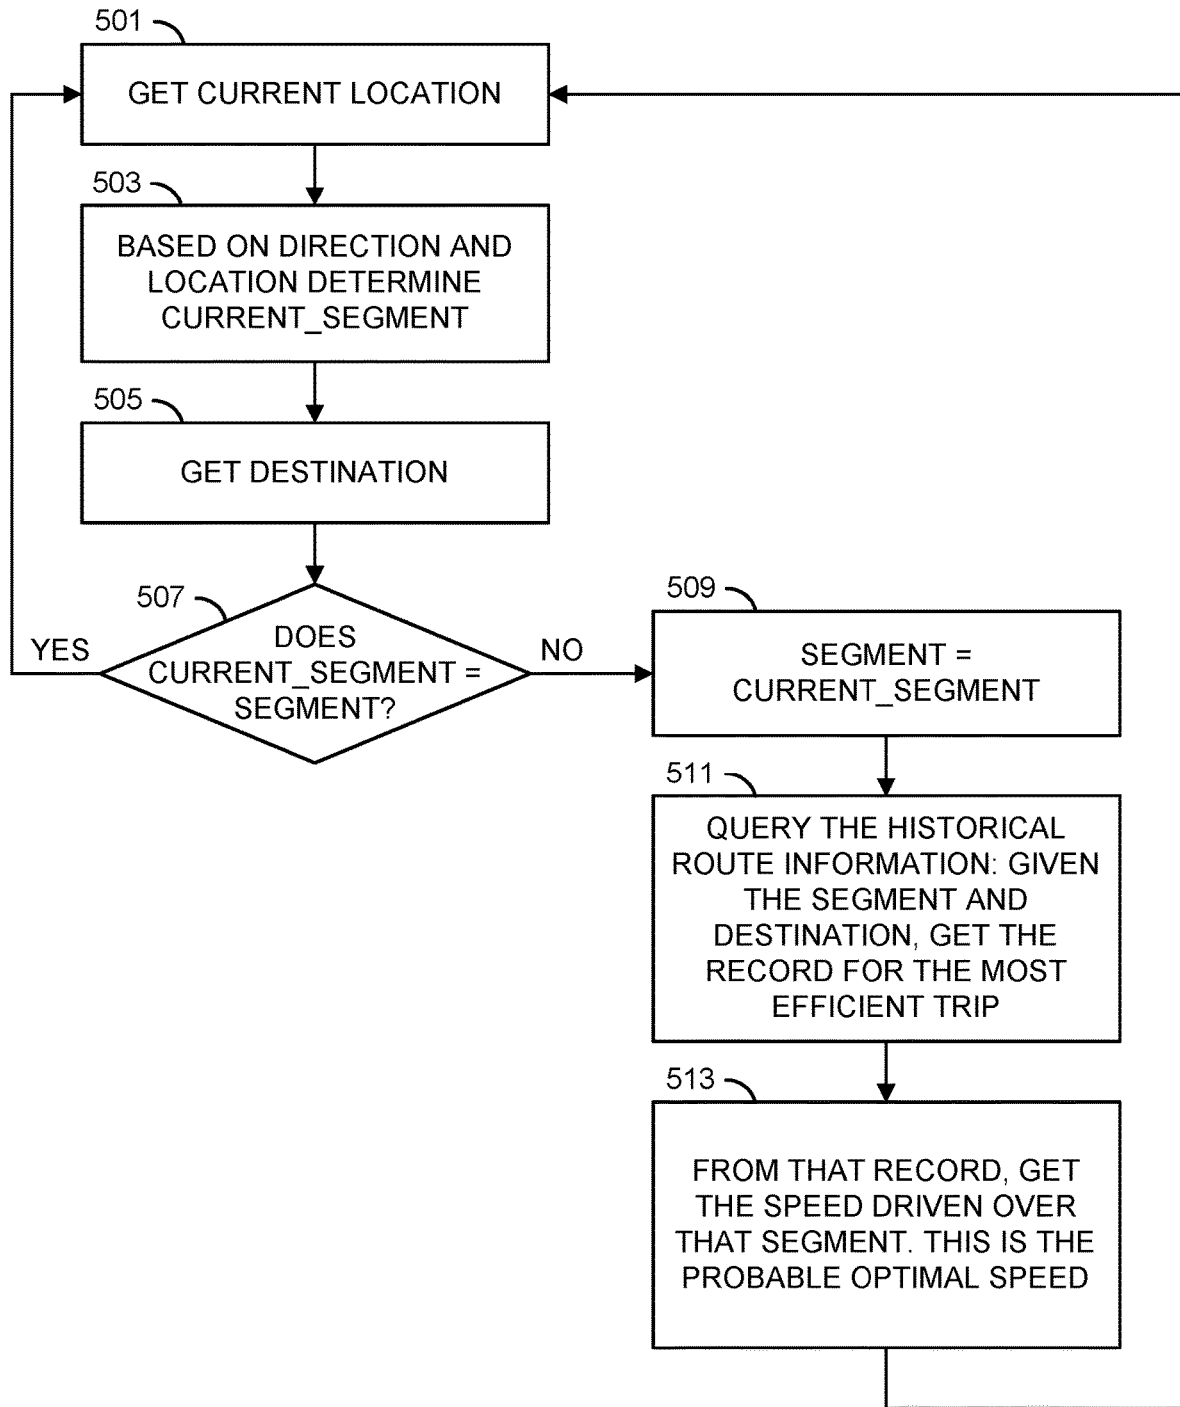 501
GET CURRENT LOCATION
503
BASED ON DIRECTION AND
LOCATION DETERMINE
CURRENT_SEGMENT
505
GET DESTINATION
507
DOES
CURRENT_SEGMENT =
SEGMENT?
YES
NO
509
SEGMENT =
CURRENT_SEGMENT
511
QUERY THE HISTORICAL
ROUTE INFORMATION: GIVEN
THE SEGMENT AND
DESTINATION, GET THE
RECORD FOR THE MOST
EFFICIENT TRIP
513
FROM THAT RECORD, GET
THE SPEED DRIVEN OVER
THAT SEGMENT. THIS IS THE
PROBABLE OPTIMAL SPEED